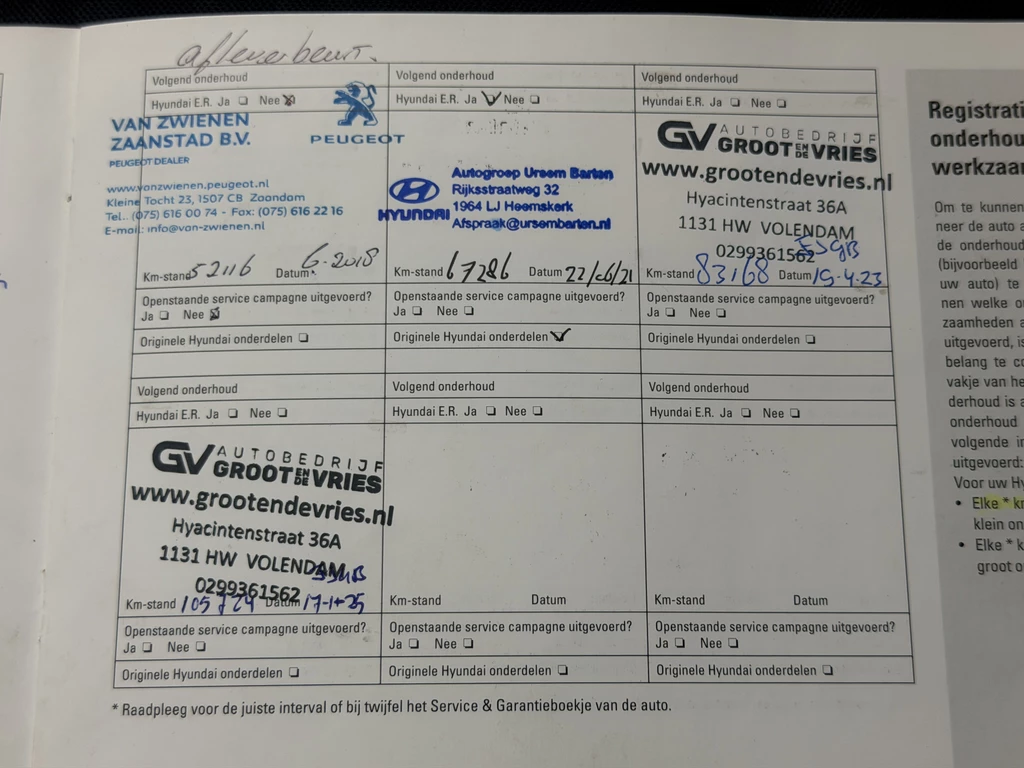 afleverbeurt.
Volgend onderhoud
Hyundai E.R. Ja ❏ Nee ☒
VAN ZWIENEN
ZAANSTAD B.V.
PEUGEOT DEALER
PEUGEOT
www.vanzwienen.peugeot.nl
Kleine Tocht 23, 1507 CB Zaandam
Tel.. (075) 616 00 74 - Fax: (075) 616 22 16
E-mail: info@van-zwienen.nl
Km-stand 52116 Datum 6-2018
Openstaande service campagne uitgevoerd?
Ja ❏ Nee ☒
Originele Hyundai onderdelen ❏
Volgend onderhoud
Hyundai E.R. Ja ☑ Nee ❏
HYUNDAI
Autogroep Ursem Barten
Rijksstraatweg 32
1964 LJ Heemskerk
Afspraak@ursembarten.nl
Km-stand 67286 Datum 22/06/21
Openstaande service campagne uitgevoerd?
Ja ❏ Nee ❏
Originele Hyundai onderdelen ☑
Volgend onderhoud
Hyundai E.R. Ja ❏ Nee ❏
GV AUTOBEDRIJF
GROOT EN DE VRIES
www.grootendevries.nl
Hyacintenstraat 36A
1131 HW VOLENDAM
0299361562
Km-stand 83168 Datum 19-4-23
Openstaande service campagne uitgevoerd?
Ja ❏ Nee ❏
Originele Hyundai onderdelen ❏
Volgend onderhoud
Hyundai E.R. Ja ❏ Nee ❏
GV AUTOBEDRIJF
GROOT EN DE VRIES
www.grootendevries.nl
Hyacintenstraat 36A
1131 HW VOLENDAM
0299361562
Km-stand 105724 Datum 17-1-25
Openstaande service campagne uitgevoerd?
Ja ❏ Nee ❏
Originele Hyundai onderdelen ❏
Volgend onderhoud
Hyundai E.R. Ja ❏ Nee ❏
Km-stand Datum
Openstaande service campagne uitgevoerd?
Ja ❏ Nee ❏
Originele Hyundai onderdelen ❏
Volgend onderhoud
Hyundai E.R. Ja ❏ Nee ❏
Km-stand Datum
Openstaande service campagne uitgevoerd?
Ja ❏ Nee ❏
Originele Hyundai onderdelen ❏
* Raadpleeg voor de juiste interval of bij twijfel het Service & Garantieboekje van de auto.
Registrati
onderhou
werkzaar
Om te kunnen
neer de auto a
de onderhoud
(bijvoorbeeld
uw auto) te
nen welke o
zaamheden a
uitgevoerd, is
belang te co
vakje van he
derhoud is a
onderhoud
volgende in
uitgevoerd:
Voor uw Hy
• Elke * kr
klein on
• Elke * k
groot o